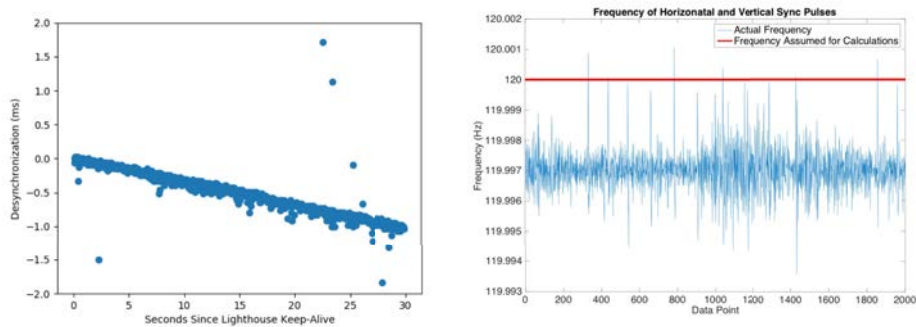 2.0
1.5
1.0
0.5
0.0
−0.5
−1.0
−1.5
−2.0
Desynchronization (ms)
0 5 10 15 20 25 30
Seconds Since Lighthouse Keep-Alive
Frequency of Horizonatal and Vertical Sync Pulses
120.002
120.001
120
119.999
119.998
119.997
119.996
119.995
119.994
119.993
Frequency (Hz)
Actual Frequency
Frequency Assumed for Calculations
0 200 400 600 800 1000 1200 1400 1600 1800 2000
Data Point